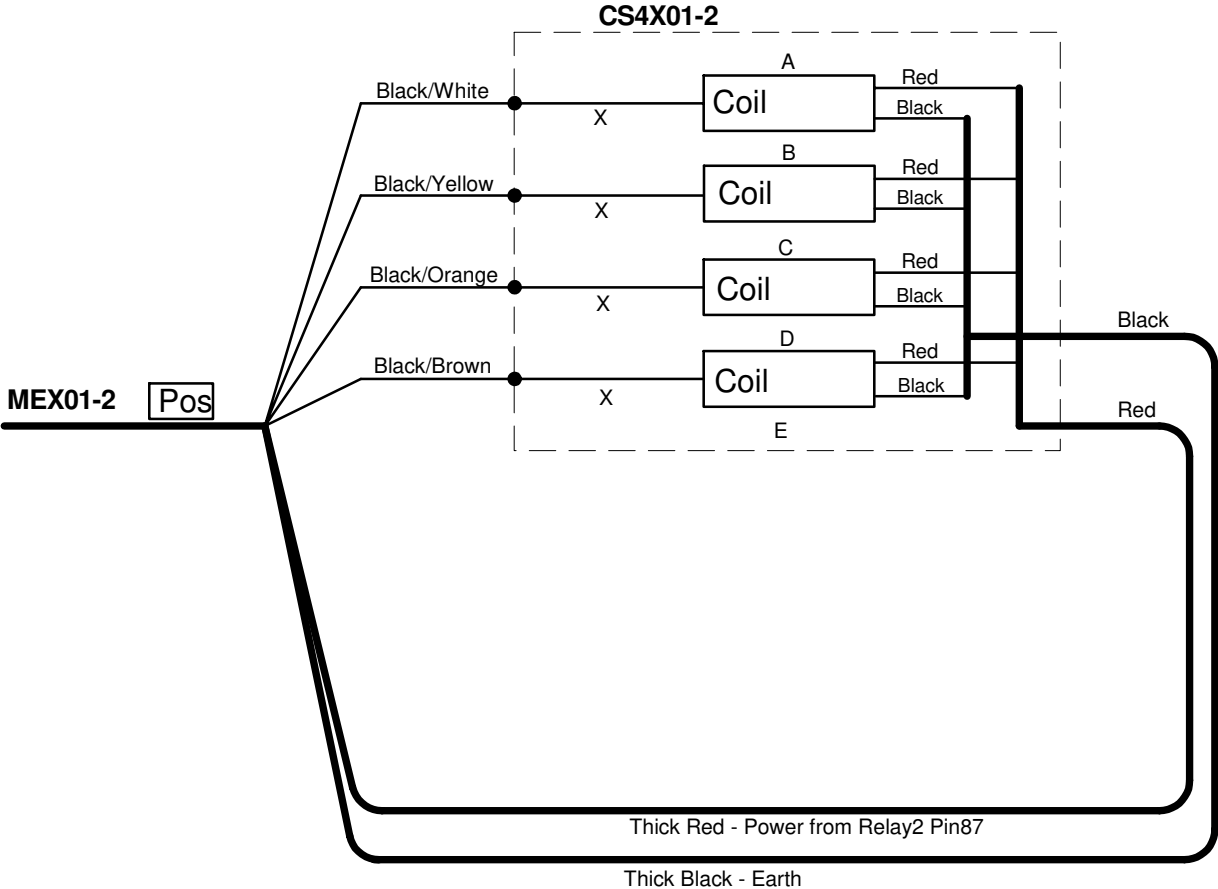 CS4X01-2
A
Black/White
X
Coil
Red
Black
B
Black/Yellow
X
Coil
Red
Black
C
Black/Orange
X
Coil
Red
Black
D
Black/Brown
X
Coil
Red
Black
E
Black
Red
MEX01-2
Pos
Thick Red - Power from Relay2 Pin87
Thick Black - Earth